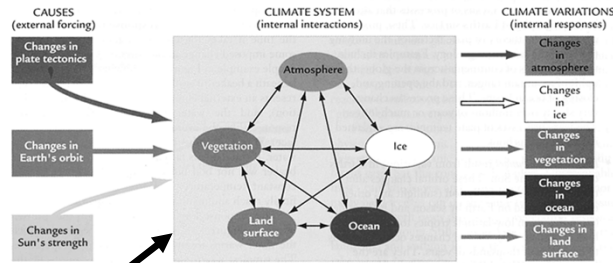 CAUSES
(external forcing)
Changes in
plate tectonics
Changes in
Earth's orbit
Changes in
Sun's strength
CLIMATE SYSTEM
(internal interactions)
Atmosphere
Vegetation
Ice
Land
surface
Ocean
CLIMATE VARIATIONS
(internal responses)
Changes
in
atmosphere
Changes
in
ice
Changes
in
vegetation
Changes
in
ocean
Changes in
land
surface